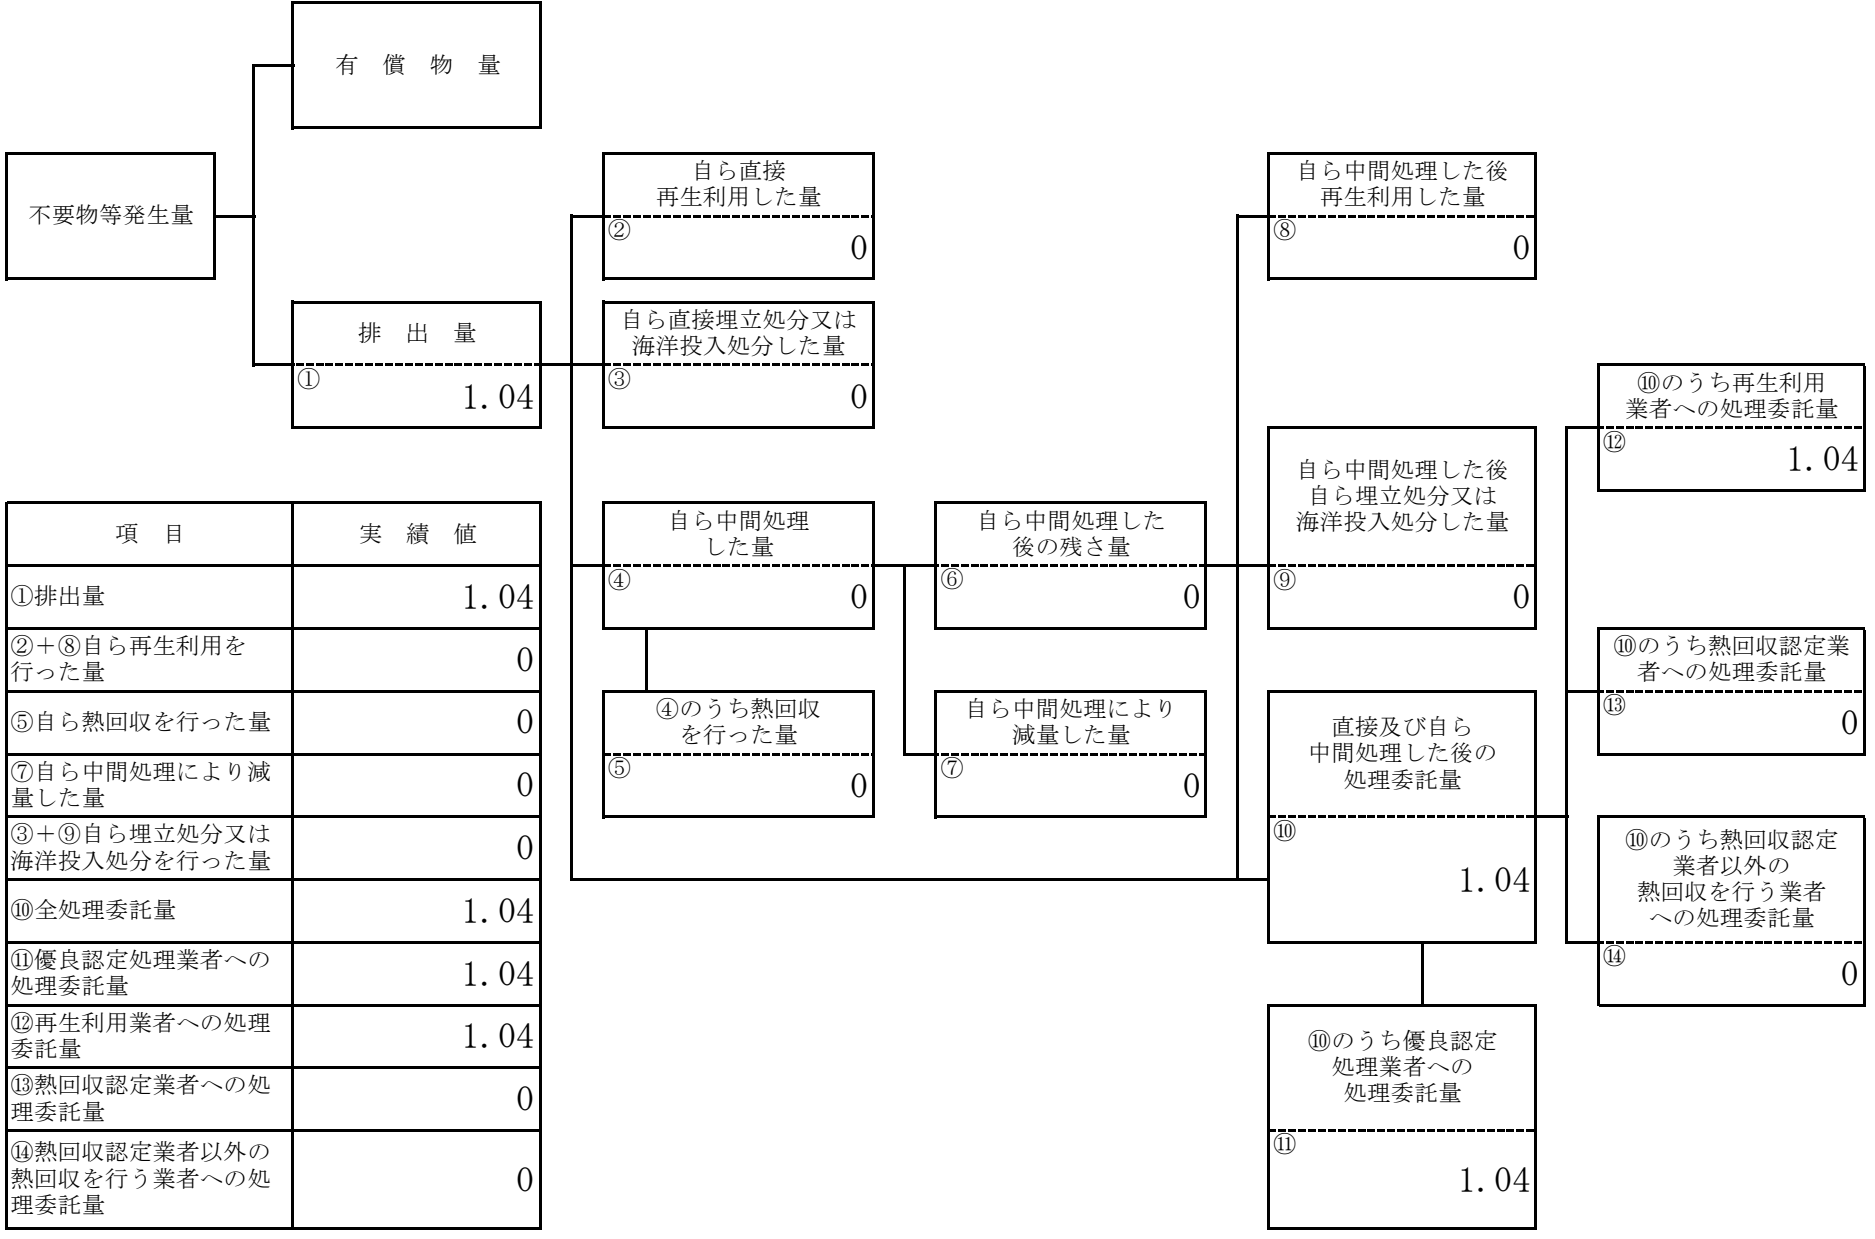 有　償　物　量
不要物等発生量
排　出　量
①
1.04
自ら直接
再生利用した量
②
0
自ら直接埋立処分又は
海洋投入処分した量
③
0
自ら中間処理
した量
④
0
④のうち熱回収
を行った量
⑤
0
自ら中間処理した
後の残さ量
⑥
0
自ら中間処理により
減量した量
⑦
0
自ら中間処理した後
再生利用した量
⑧
0
自ら中間処理した後
自ら埋立処分又は
海洋投入処分した量
⑨
0
直接及び自ら
中間処理した後の
処理委託量
⑩
1.04
⑩のうち優良認定
処理業者への
処理委託量
⑪
1.04
⑩のうち再生利用
業者への処理委託量
⑫
1.04
⑩のうち熱回収認定業
者への処理委託量
⑬
0
⑩のうち熱回収認定
業者以外の
熱回収を行う業者
への処理委託量
⑭
0
項　目　実　績　値
①排出量　1.04
②＋⑧自ら再生利用を
行った量
0
⑤自ら熱回収を行った量　0
⑦自ら中間処理により減
量した量
0
③＋⑨自ら埋立処分又は
海洋投入処分を行った量
0
⑩全処理委託量　1.04
⑪優良認定処理業者への
処理委託量
1.04
⑫再生利用業者への処理
委託量
1.04
⑬熱回収認定業者への処
理委託量
0
⑭熱回収認定業者以外の
熱回収を行う業者への処
理委託量
0